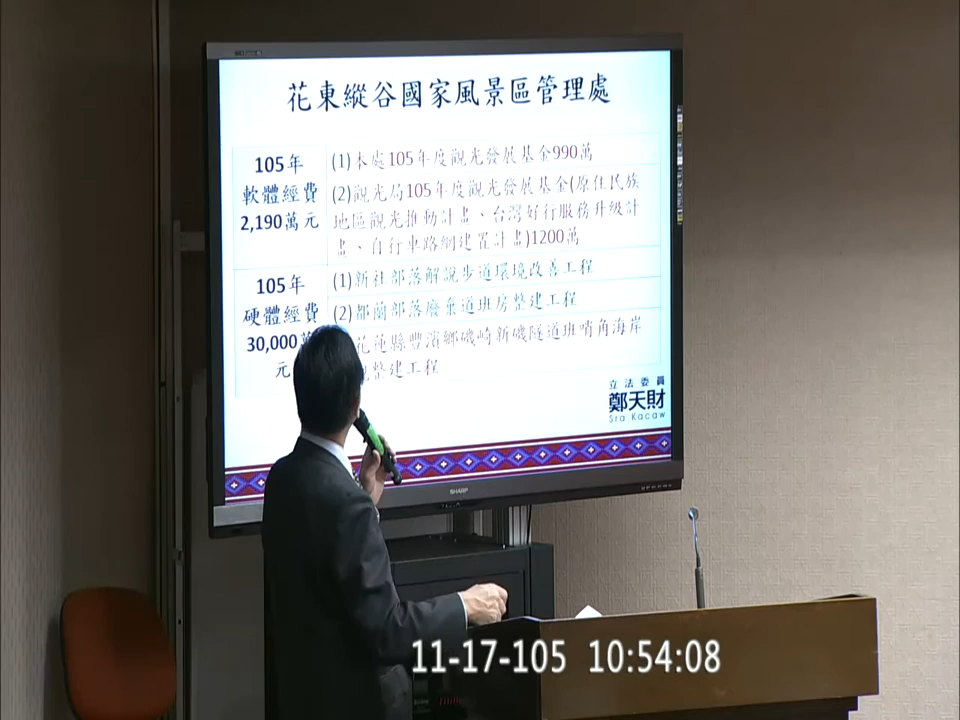 花東縱谷國家風景區管理處
105年
軟體經費
2,190萬元
(1)本處105年度觀光發展基金990萬
(2)觀光局105年度觀光發展基金(原住民族
地區觀光推動計畫、台灣好行服務升級計
畫、自行車路網建置計畫)1200萬
105年
硬體經費
30,000萬
元
(1)新社部落解說步道環境改善工程
(2)都蘭部落廢棄道班房整建工程
花蓮縣豐濱鄉磯崎新磯隧道班哨角海岸
整建工程
立法委員
鄭天財
Sra Kacaw
SHARP
11-17-105 10:54:08